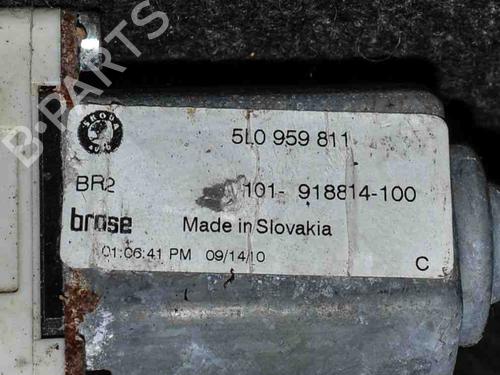 B-PARTS
SKODA
5L0 959 811
BR2 101- 918814-100
brose Made in Slovakia
01:06:41 PM 09/14/10 C